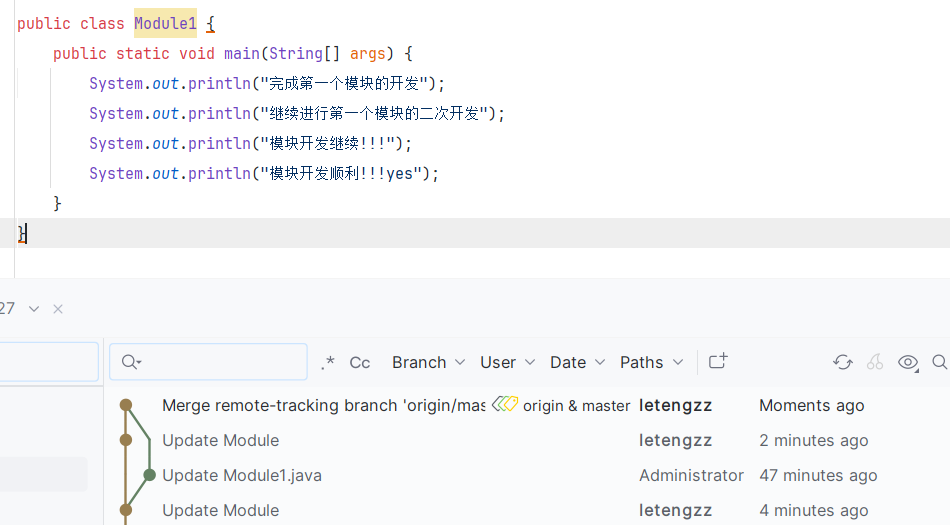 public class Module1 {
public static void main(String[] args) {
System.out.println("完成第一个模块的开发");
System.out.println("继续进行第一个模块的二次开发");
System.out.println("模块开发继续!!!");
System.out.println("模块开发顺利!!!yes");
}
}
27
.* Cc Branch User Date Paths
Merge remote-tracking branch 'origin/mas origin & master letengzz Moments ago
Update Module letengzz 2 minutes ago
Update Module1.java Administrator 47 minutes ago
Update Module letengzz 4 minutes ago